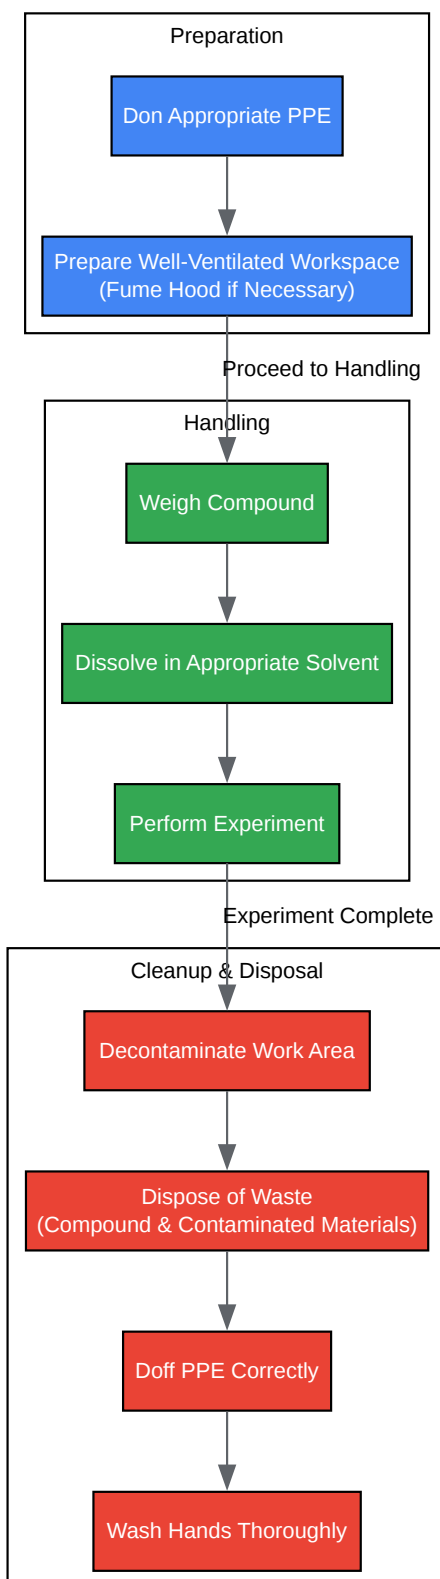 Preparation
Don Appropriate PPE
Prepare Well-Ventilated Workspace
(Fume Hood if Necessary)
Proceed to Handling
Handling
Weigh Compound
Dissolve in Appropriate Solvent
Perform Experiment
Experiment Complete
Cleanup & Disposal
Decontaminate Work Area
Dispose of Waste
(Compound & Contaminated Materials)
Doff PPE Correctly
Wash Hands Thoroughly